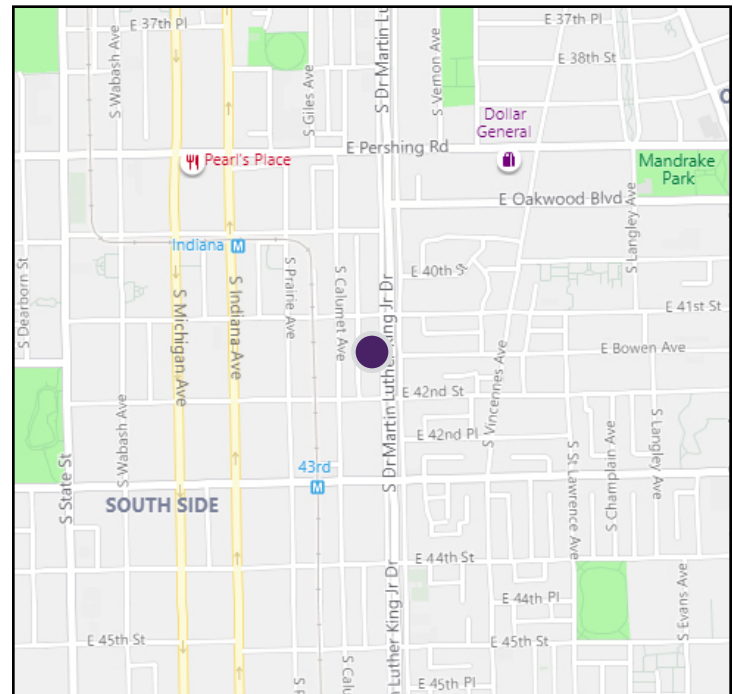 E 37th Pl
S Dr Martin Lu
E 37th Pl
S Wabash Ave
S Giles Ave
S Vernon Ave
E 38th St
Dollar
General
E Pershing Rd
Pearl's Place
Mandrake
Park
E Oakwood Blvd
S Langley Ave
Indiana M
S Dearborn St
S Prairie Ave
S Calumet Ave
E 40th St
S Michigan Ave
S Indiana Ave
S Dr Martin Luther King Jr Dr
E 41st St
E Bowen Ave
S Vincennes Ave
E 42nd St
S Wabash Ave
E 42nd Pl
S Champlain Ave
S Langley Ave
S State St
43rd
M
SOUTH SIDE
S St Lawrence Ave
E 44th St
E 44th Pl
S Evans Ave
E 45th St
Luther King Jr Dr
E 45th St
E 45th Pl
S Calu